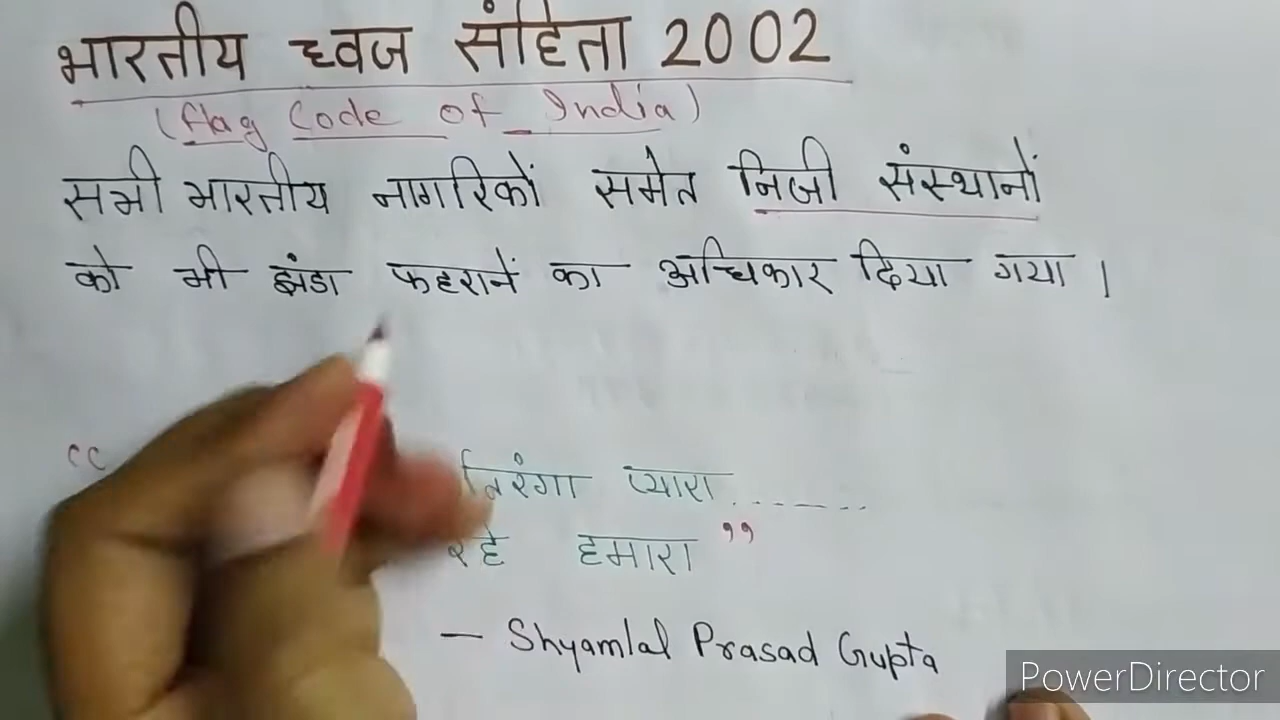 भारतीय ध्वज संहिता 2002
(Flag Code of India)
सभी भारतीय नागरिकों समेत निजी संस्थानों
को भी झंडा फहरानें का अधिकार दिया गया ।
“ तिरंगा प्यारा.......
रहे हमारा ”
— Shyamlal Prasad Gupta
PowerDirector